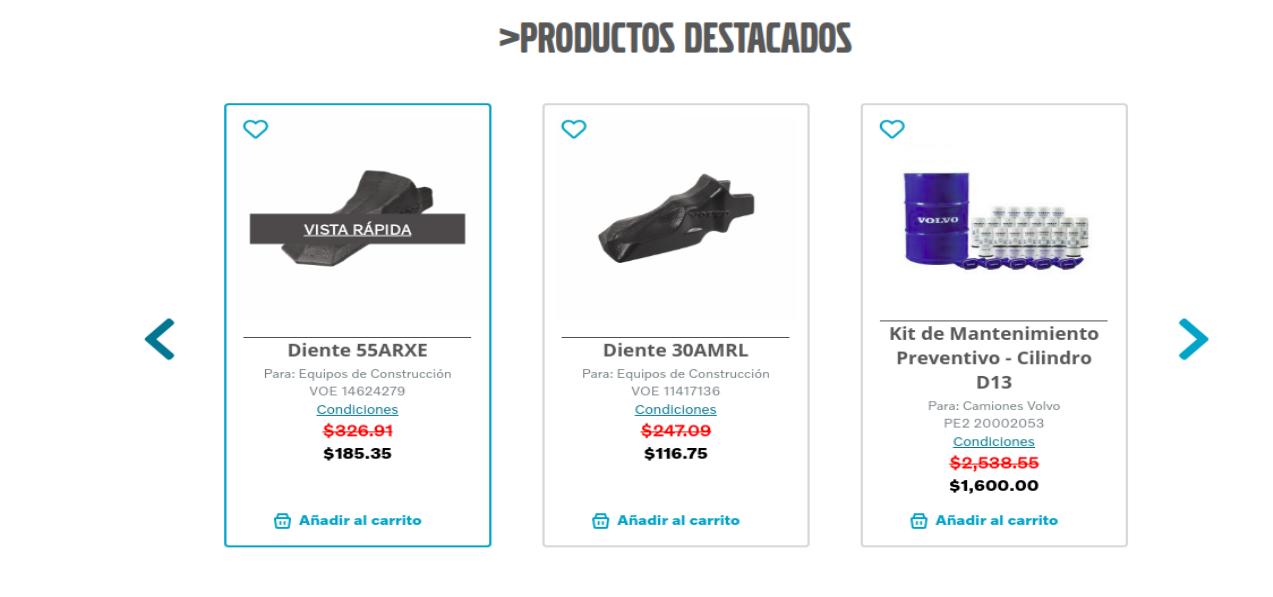 >PRODUCTOS DESTACADOS
VISTA RÁPIDA
Diente 55ARXE
Para: Equipos de Construcción
VOE 14624279
Condiciones
$326.91
$185.35
Añadir al carrito
Diente 30AMRL
Para: Equipos de Construcción
VOE 11417136
Condiciones
$247.09
$116.75
Añadir al carrito
VOLVO
Kit de Mantenimiento
Preventivo - Cilindro
D13
Para: Camiones Volvo
PE2 20002053
Condiciones
$2,538.55
$1,600.00
Añadir al carrito